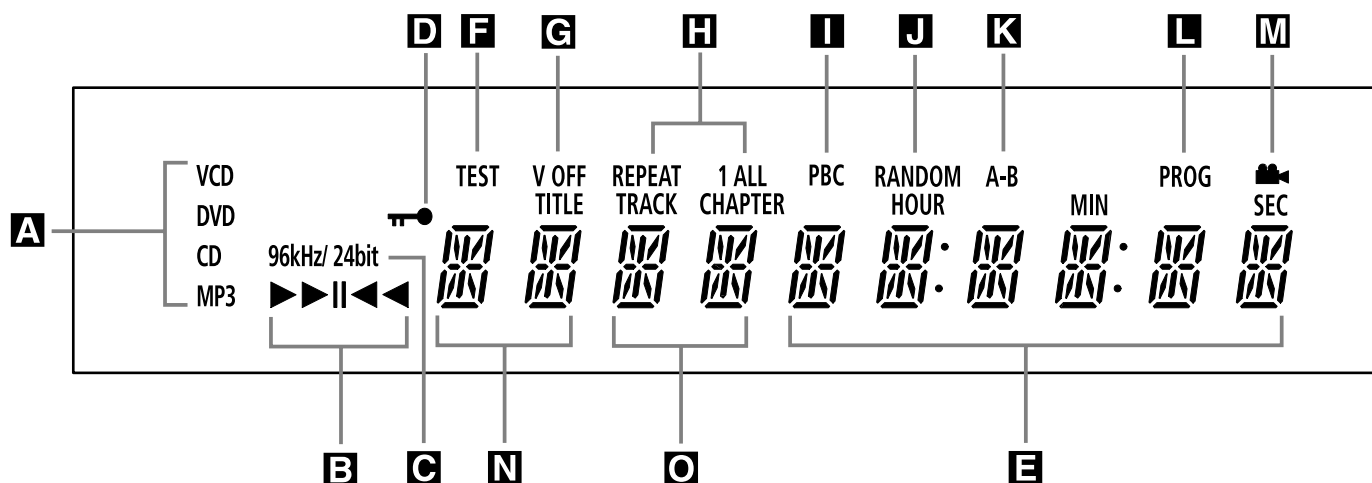 D F G H I J K L M
TEST V OFF REPEAT 1 ALL PBC RANDOM A-B PROG
VCD
TITLE TRACK CHAPTER HOUR MIN SEC
DVD
A
96kHz/ 24bit
CD
MP3
B C N O E